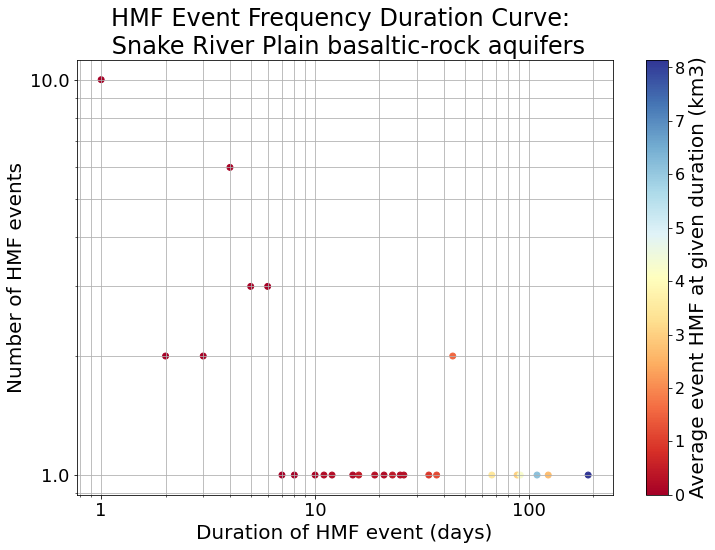 HMF Event Frequency Duration Curve:
Snake River Plain basaltic-rock aquifers
Number of HMF events
10.0
1.0
1
10
100
Duration of HMF event (days)
8
7
6
5
4
3
2
1
0
Average event HMF at given duration (km3)